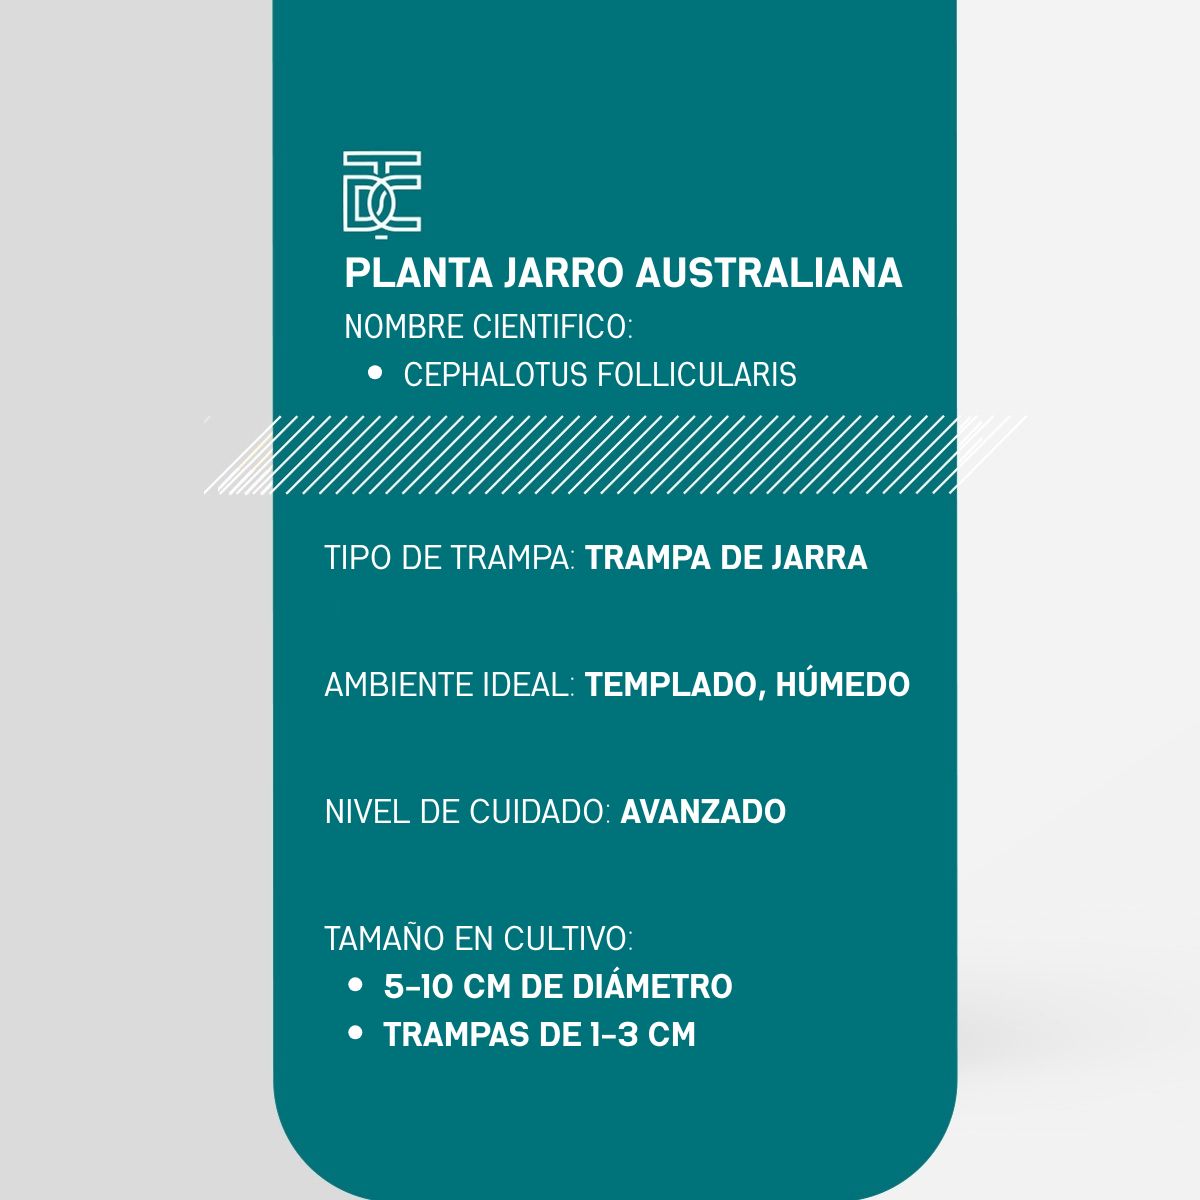 TDC
PLANTA JARRO AUSTRALIANA
NOMBRE CIENTIFICO:
• CEPHALOTUS FOLLICULARIS
TIPO DE TRAMPA: TRAMPA DE JARRA
AMBIENTE IDEAL: TEMPLADO, HÚMEDO
NIVEL DE CUIDADO: AVANZADO
TAMAÑO EN CULTIVO:
• 5-10 CM DE DIÁMETRO
• TRAMPAS DE 1-3 CM